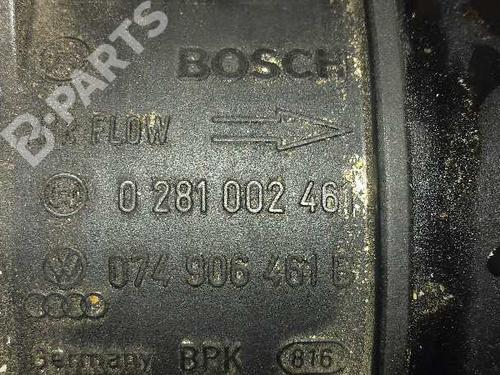 BOSCH
B-PARTS
FLOW
0 281 002 461
074 906 461 B
Germany BPK 816